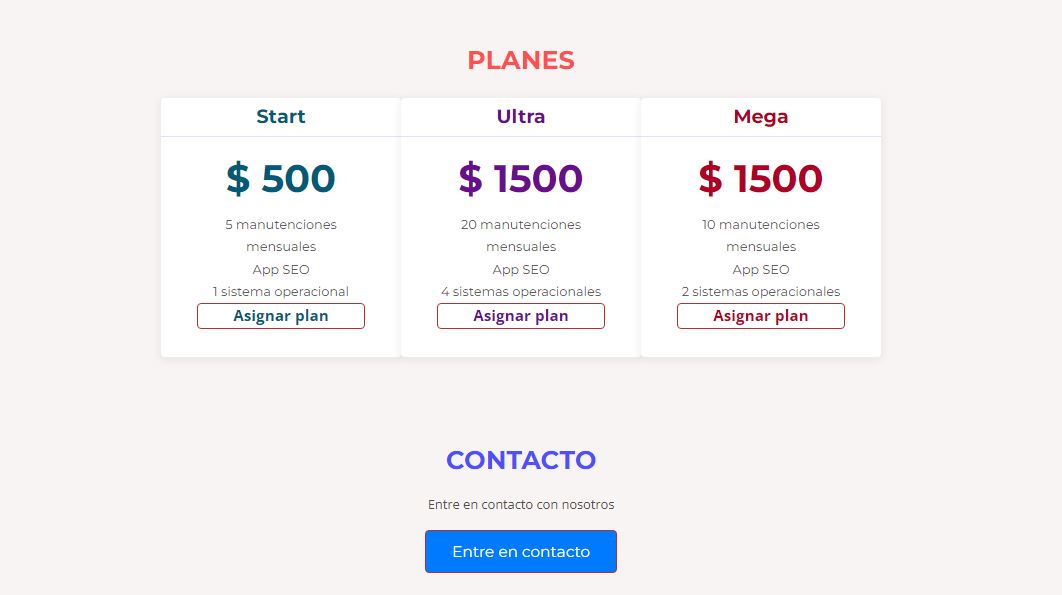 PLANES
Start
$ 500
5 manutenciones
mensuales
App SEO
1 sistema operacional
Asignar plan
Ultra
$ 1500
20 manutenciones
mensuales
App SEO
4 sistemas operacionales
Asignar plan
Mega
$ 1500
10 manutenciones
mensuales
App SEO
2 sistemas operacionales
Asignar plan
CONTACTO
Entre en contacto con nosotros
Entre en contacto